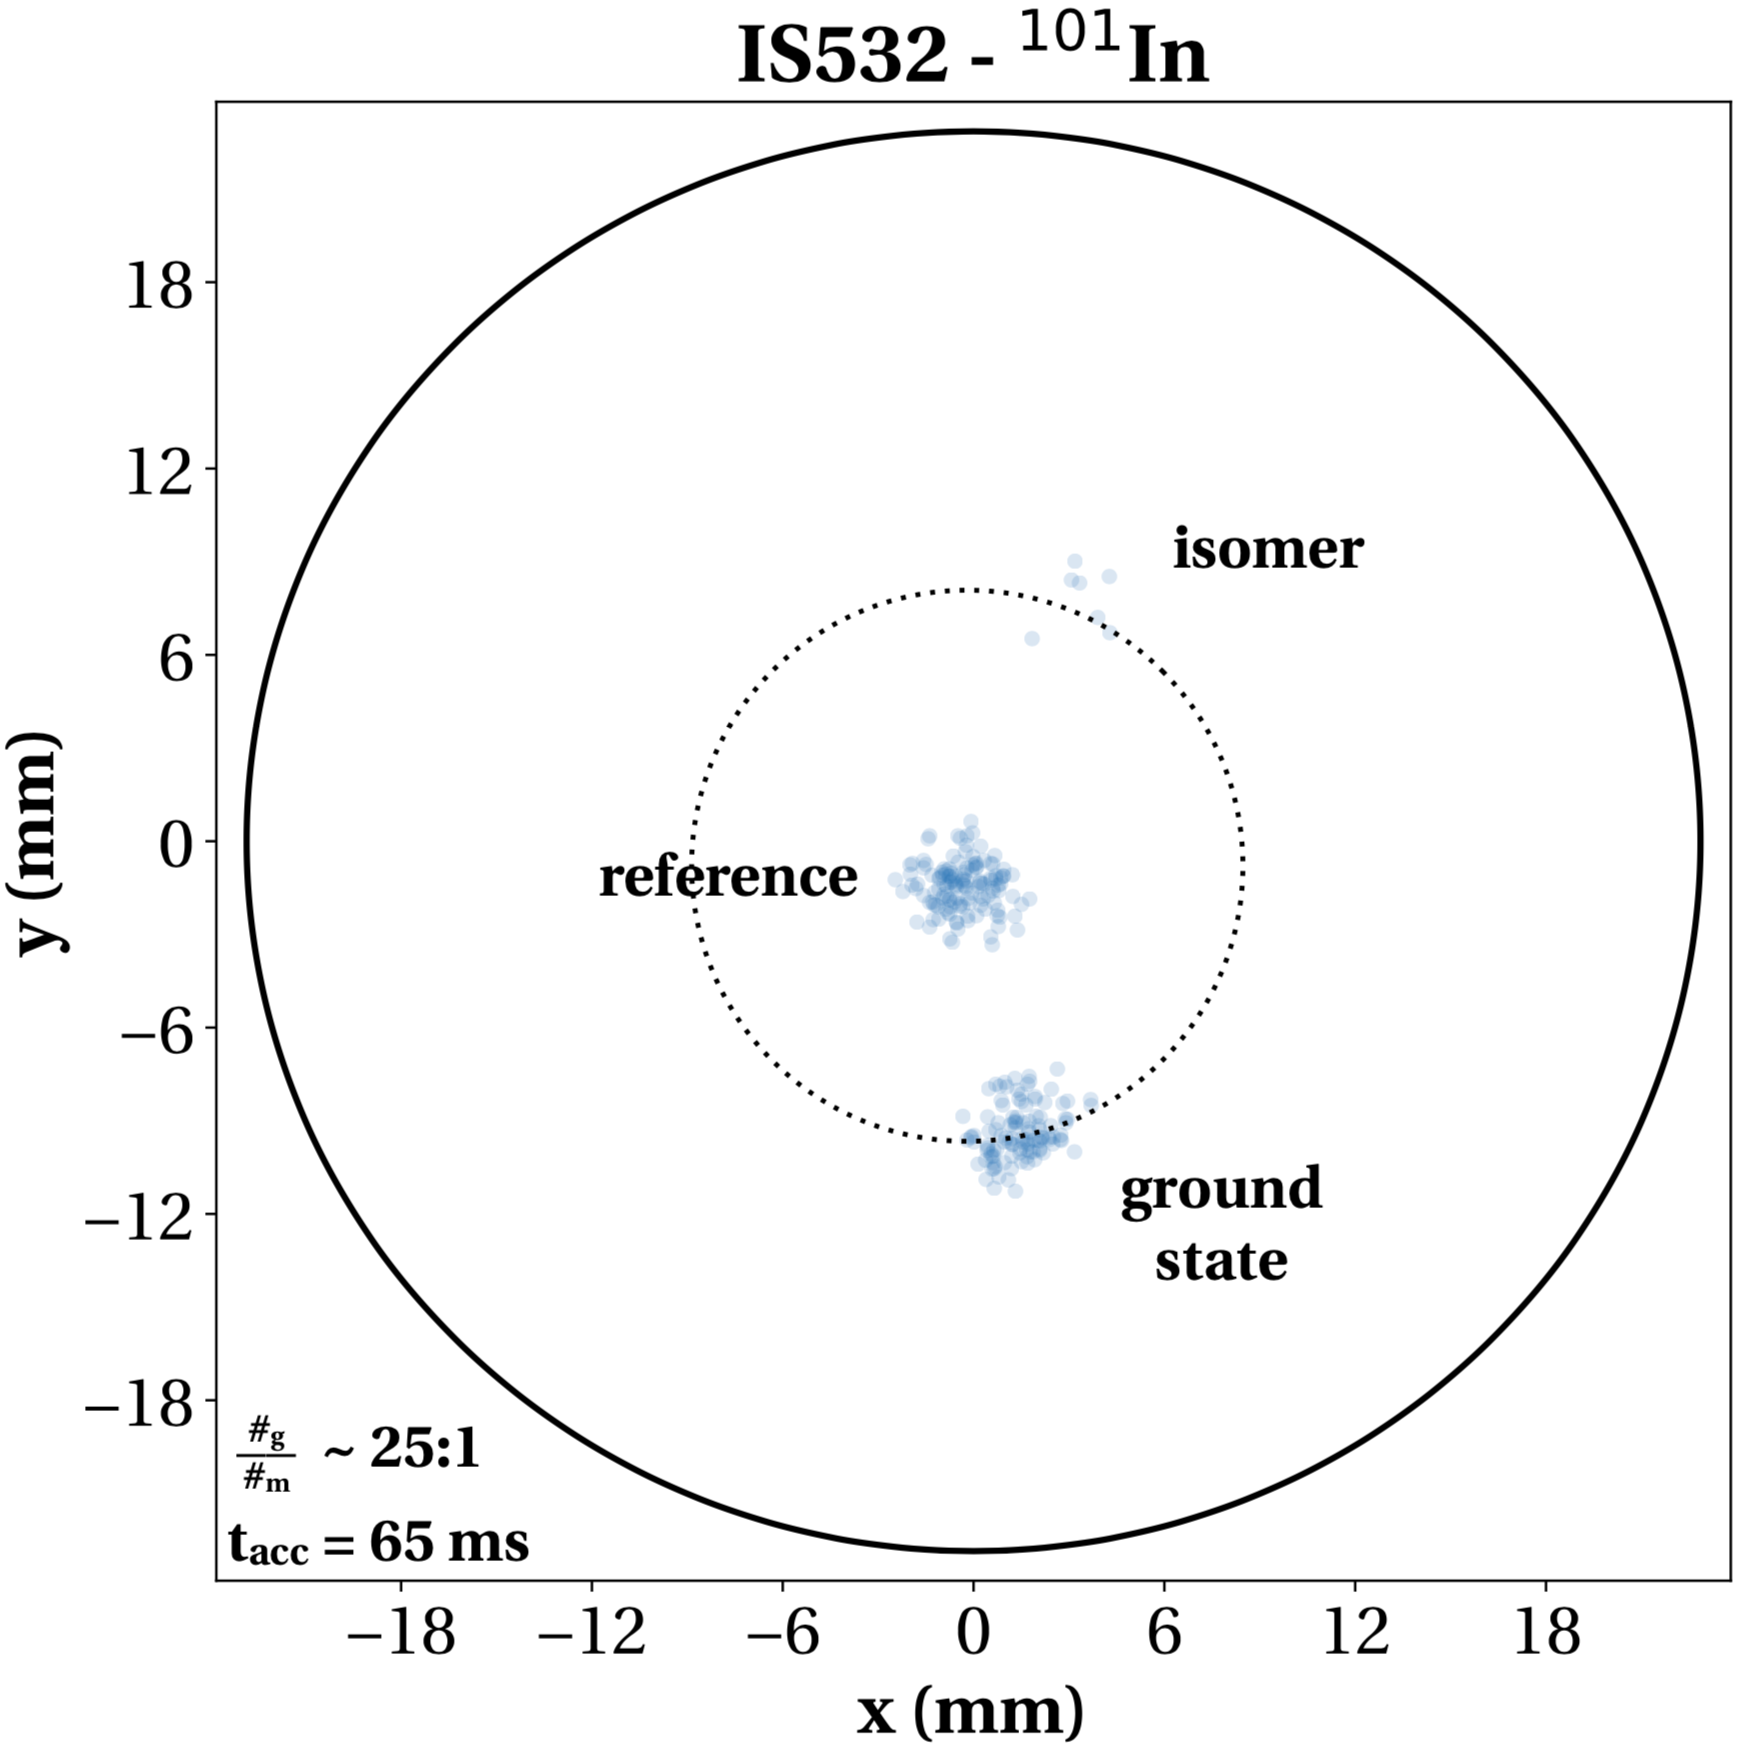 IS532 - ¹⁰¹In
y (mm)
18
12
6
0
−6
−12
−18
isomer
reference
ground
state
#g
#m
~ 25:1
tacc = 65 ms
−18 −12 −6 0 6 12 18
x (mm)